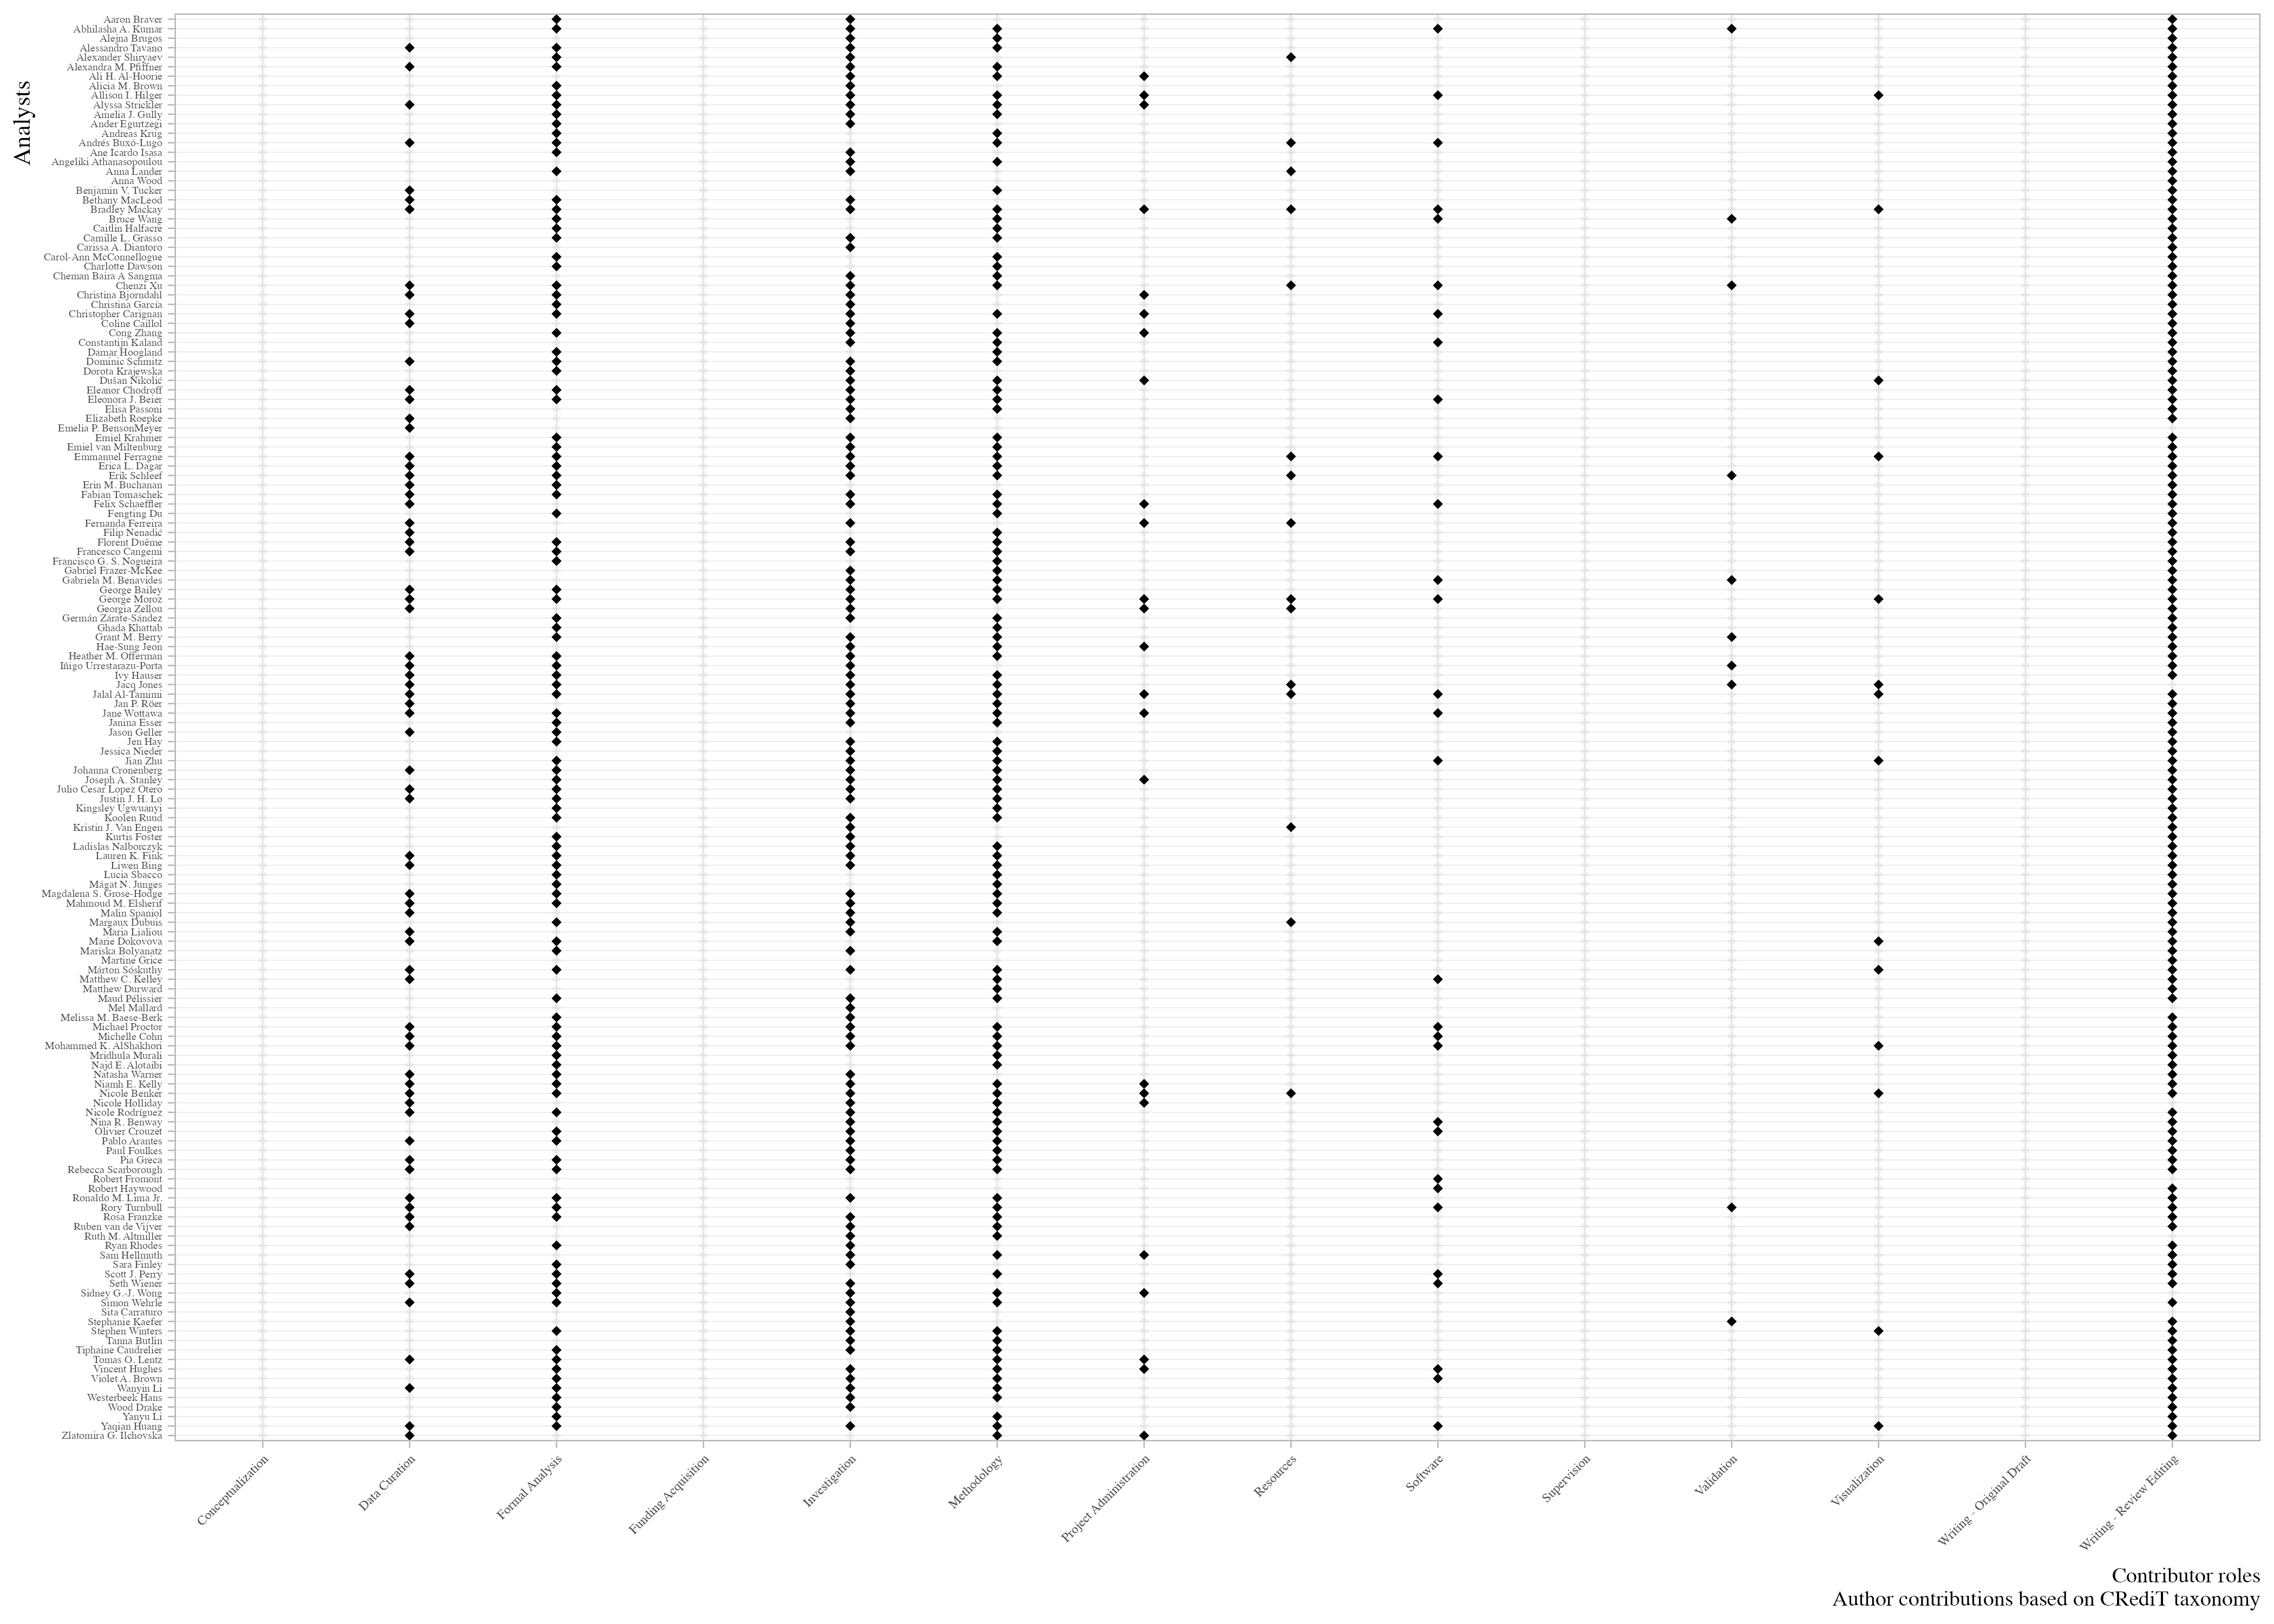 Analysts
Aaron Braver
Abhilasha A. Kumar
Alejna Brugos
Alessandro Tavano
Alexander Shiryaev
Alexandra M. Pfiffner
Ali H. Al-Hoorie
Alicia M. Brown
Allison I. Hilger
Alyssa Strickler
Amelia J. Gully
Ander Egurtzegi
Andreas Krug
Andrés Buxó-Lugo
Ane Icardo Isasa
Angeliki Athanasopoulou
Anna Lander
Anna Wood
Benjamin V. Tucker
Bethany MacLeod
Bradley Mackay
Bruce Wang
Caitlin Halfacre
Camille L. Grasso
Carissa A. Diantoro
Carol-Ann McConnellogue
Charlotte Dawson
Cheman Baira A Sangma
Chenzi Xu
Christina Bjorndahl
Christina García
Christopher Carignan
Coline Caillol
Cong Zhang
Constantijn Kaland
Damar Hoogland
Dominic Schmitz
Dorota Krajewska
Dušan Nikolić
Eleanor Chodroff
Eleonora J. Beier
Elisa Passoni
Elizabeth Roepke
Emelia P. BensonMeyer
Emiel Krahmer
Emiel van Miltenburg
Emmanuel Ferragne
Erica L. Dagar
Erik Schleef
Erin M. Buchanan
Fabian Tomaschek
Felix Schaeffler
Fengting Du
Fernanda Ferreira
Filip Nenadić
Florent Duême
Francesco Cangemi
Francisco G. S. Nogueira
Gabriel Frazer-McKee
Gabriela M. Benavides
George Bailey
George Moroz
Georgia Zellou
Germán Zárate-Sández
Ghada Khattab
Grant M. Berry
Hae-Sung Jeon
Heather M. Offerman
Iñigo Urrestarazu-Porta
Ivy Hauser
Jacq Jones
Jalal Al-Tamimi
Jan P. Röer
Jane Wottawa
Janina Esser
Jason Geller
Jen Hay
Jessica Nieder
Jian Zhu
Johanna Cronenberg
Joseph A. Stanley
Julio Cesar Lopez Otero
Justin J. H. Lo
Kingsley Ugwuanyi
Koolen Ruud
Kristin J. Van Engen
Kurtis Foster
Ladislas Nalborczyk
Lauren K. Fink
Liwen Bing
Lucia Sbacco
Mágat N. Junges
Magdalena S. Grose-Hodge
Mahmoud M. Elsherif
Malin Spaniol
Margaux Dubuis
Maria Lialiou
Marie Dokovova
Mariska Bolyanatz
Martine Grice
Márton Sóskuthy
Matthew C. Kelley
Matthew Durward
Maud Pélissier
Mel Mallard
Melissa M. Baese-Berk
Michael Proctor
Michelle Cohn
Mohammed K. AlShakhori
Mridhula Murali
Najd E. Alotaibi
Natasha Warner
Niamh E. Kelly
Nicole Benker
Nicole Holliday
Nicole Rodríguez
Nina R. Benway
Olivier Crouzet
Pablo Arantes
Paul Foulkes
Pia Greca
Rebecca Scarborough
Robert Fromont
Robert Haywood
Ronaldo M. Lima Jr.
Rory Turnbull
Rosa Franzke
Ruben van de Vijver
Ruth M. Altmiller
Ryan Rhodes
Sam Hellmuth
Sara Finley
Scott J. Perry
Seth Wiener
Sidney G.-J. Wong
Simon Wehrle
Sita Carraturo
Stephanie Kaefer
Stephen Winters
Tanna Butlin
Tiphaine Caudrelier
Tomas O. Lentz
Vincent Hughes
Violet A. Brown
Wanyin Li
Westerbeek Hans
Wood Drake
Yanyu Li
Yaqian Huang
Zlatomira G. Ilchovska
Conceptualization
Data Curation
Formal Analysis
Funding Acquisition
Investigation
Methodology
Project Administration
Resources
Software
Supervision
Validation
Visualization
Writing - Original Draft
Writing - Review Editing
Contributor roles
Author contributions based on CRediT taxonomy